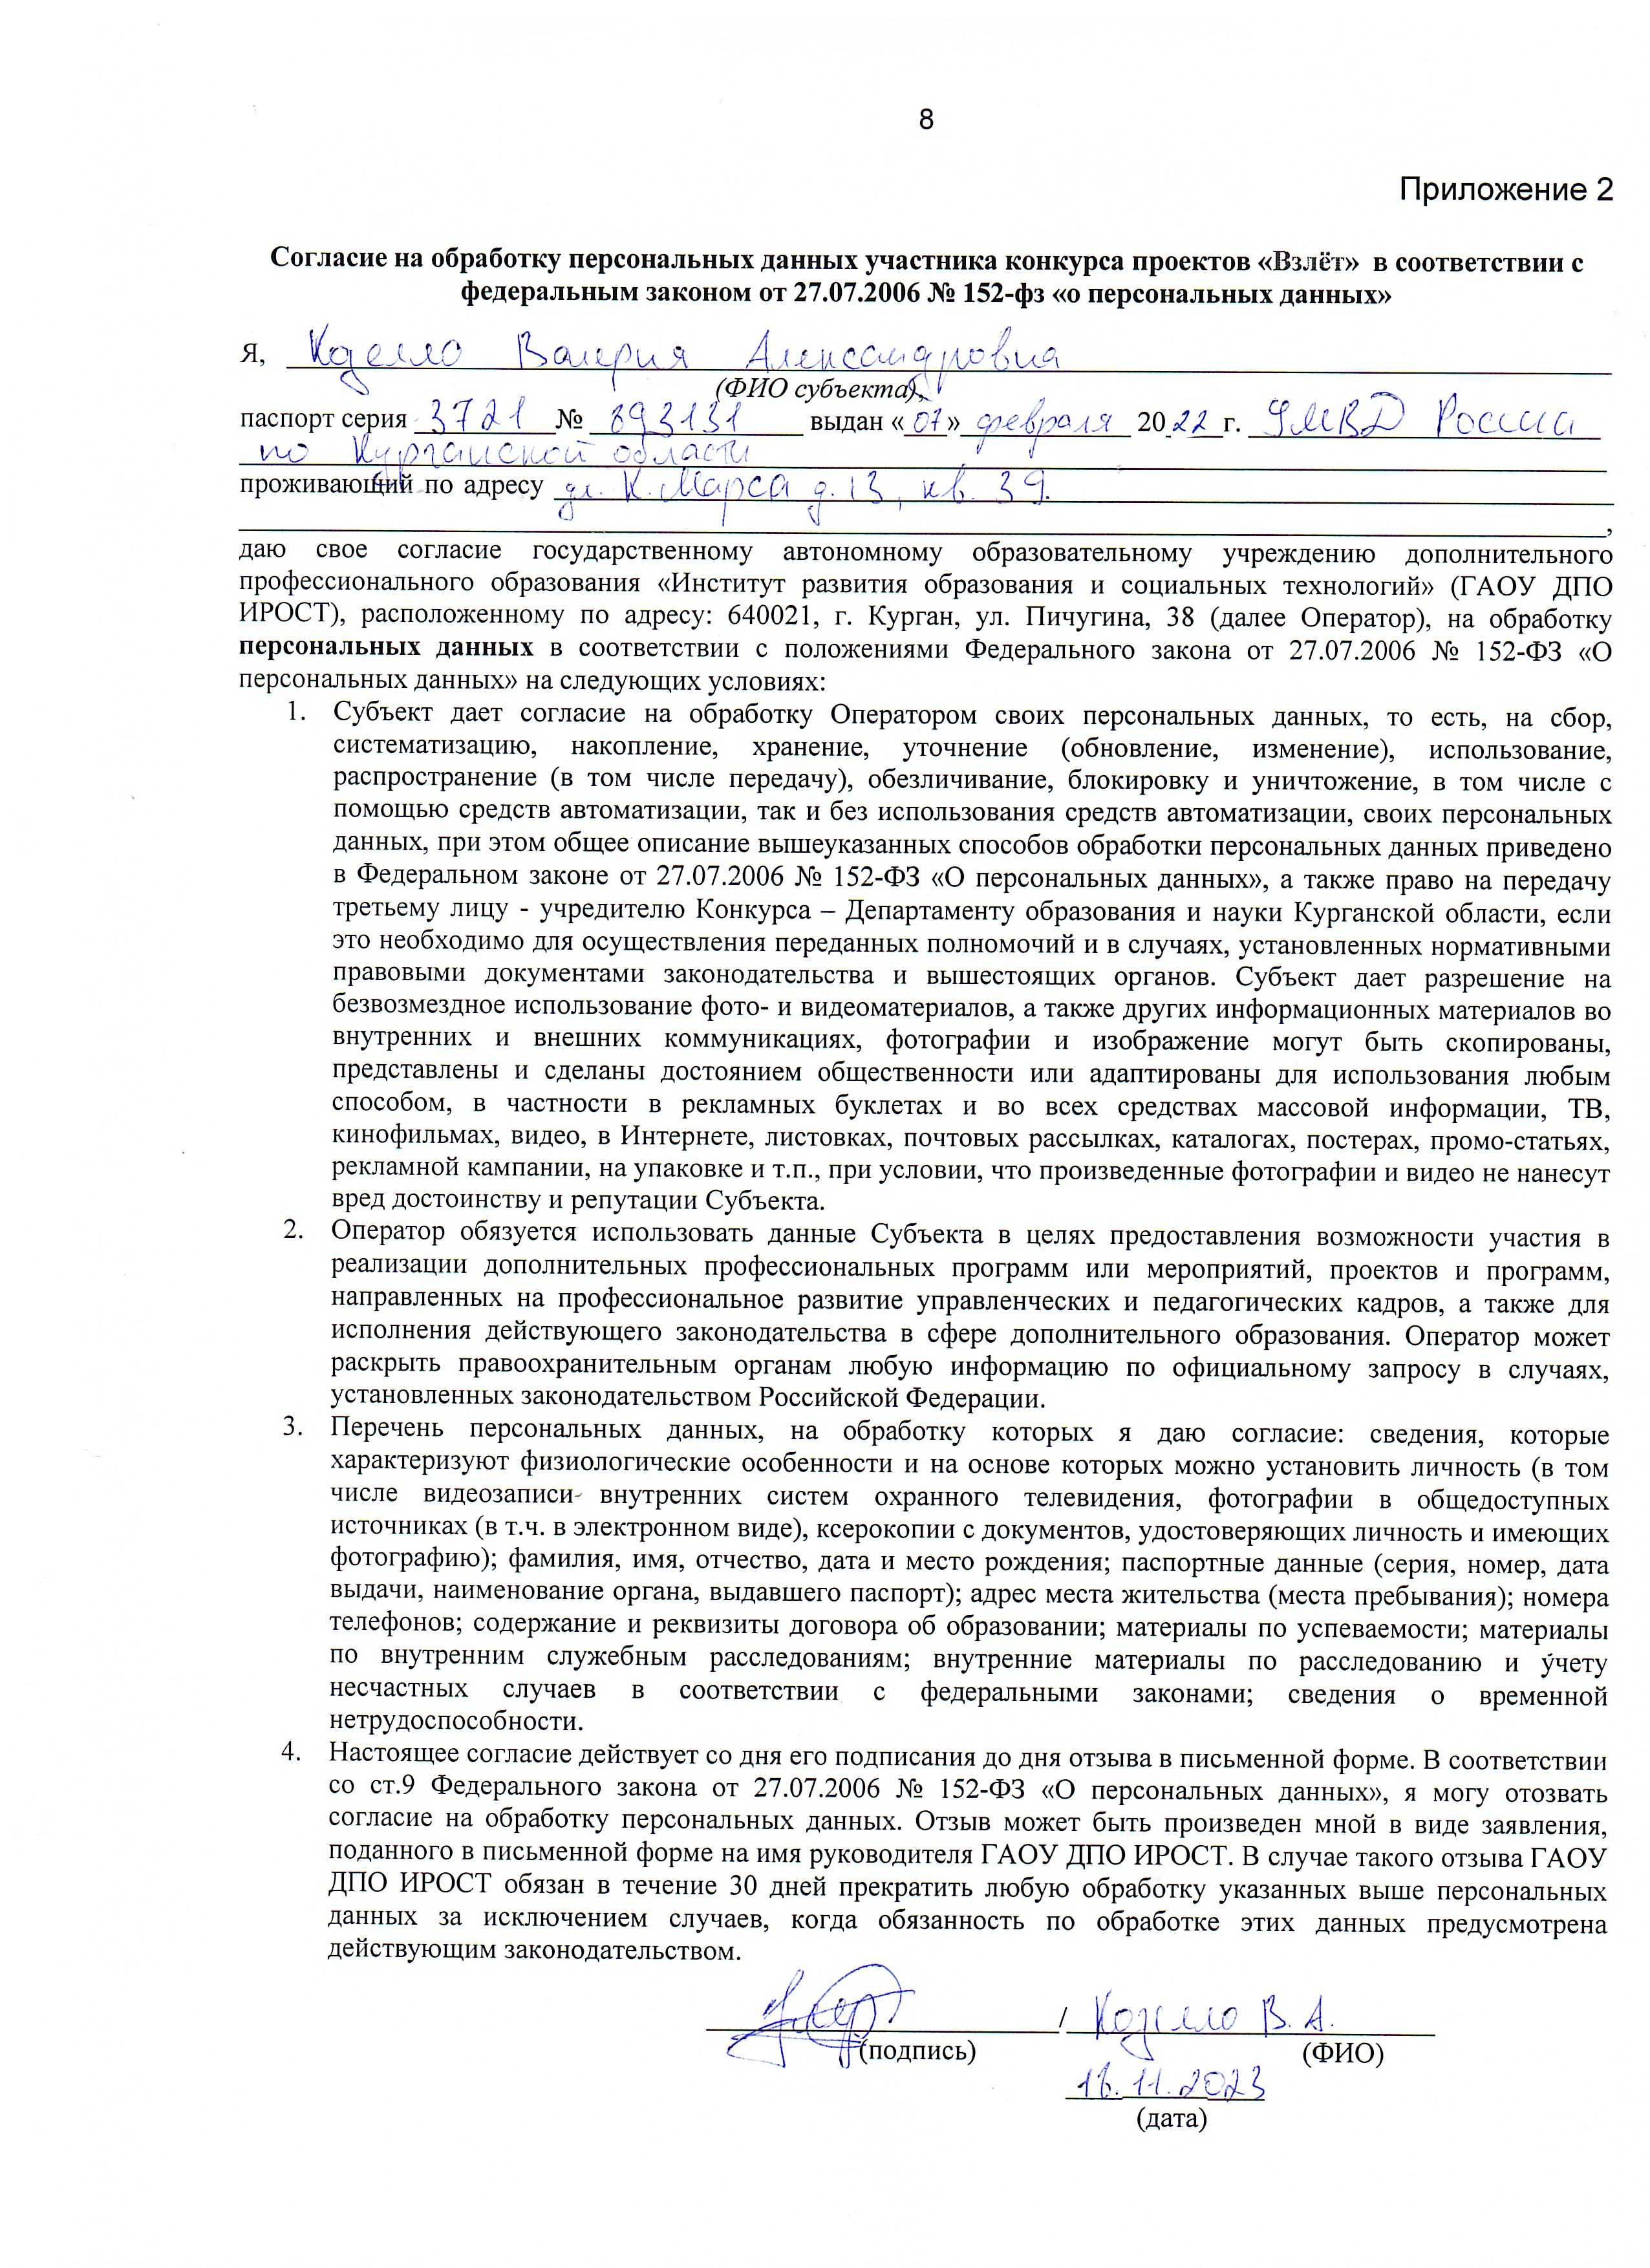 8
Приложение 2
Согласие на обработку персональных данных участника конкурса проектов «Взлёт» в соответствии с
федеральным законом от 27.07.2006 № 152-фз «о персональных данных»
Я, Валерия Александровна
(ФИО субъекта),
паспорт серия 3721 № 893131 выдан «07» февраля 2022 г. УМВД России
по Курганской области
проживающий по адресу ул. К. Маркса д. 13, кв. 39.
,
даю свое согласие государственному автономному образовательному учреждению дополнительного
профессионального образования «Институт развития образования и социальных технологий» (ГАОУ ДПО
ИРОСТ), расположенному по адресу: 640021, г. Курган, ул. Пичугина, 38 (далее Оператор), на обработку
персональных данных в соответствии с положениями Федерального закона от 27.07.2006 № 152-ФЗ «О
персональных данных» на следующих условиях:
1. Субъект дает согласие на обработку Оператором своих персональных данных, то есть, на сбор,
систематизацию, накопление, хранение, уточнение (обновление, изменение), использование,
распространение (в том числе передачу), обезличивание, блокировку и уничтожение, в том числе с
помощью средств автоматизации, так и без использования средств автоматизации, своих персональных
данных, при этом общее описание вышеуказанных способов обработки персональных данных приведено
в Федеральном законе от 27.07.2006 № 152-ФЗ «О персональных данных», а также право на передачу
третьему лицу - учредителю Конкурса – Департаменту образования и науки Курганской области, если
это необходимо для осуществления переданных полномочий и в случаях, установленных нормативными
правовыми документами законодательства и вышестоящих органов. Субъект дает разрешение на
безвозмездное использование фото- и видеоматериалов, а также других информационных материалов во
внутренних и внешних коммуникациях, фотографии и изображение могут быть скопированы,
представлены и сделаны достоянием общественности или адаптированы для использования любым
способом, в частности в рекламных буклетах и во всех средствах массовой информации, ТВ,
кинофильмах, видео, в Интернете, листовках, почтовых рассылках, каталогах, постерах, промо-статьях,
рекламной кампании, на упаковке и т.п., при условии, что произведенные фотографии и видео не нанесут
вред достоинству и репутации Субъекта.
2. Оператор обязуется использовать данные Субъекта в целях предоставления возможности участия в
реализации дополнительных профессиональных программ или мероприятий, проектов и программ,
направленных на профессиональное развитие управленческих и педагогических кадров, а также для
исполнения действующего законодательства в сфере дополнительного образования. Оператор может
раскрыть правоохранительным органам любую информацию по официальному запросу в случаях,
установленных законодательством Российской Федерации.
3. Перечень персональных данных, на обработку которых я даю согласие: сведения, которые
характеризуют физиологические особенности и на основе которых можно установить личность (в том
числе видеозаписи внутренних систем охранного телевидения, фотографии в общедоступных
источниках (в т.ч. в электронном виде), ксерокопии с документов, удостоверяющих личность и имеющих
фотографию); фамилия, имя, отчество, дата и место рождения; паспортные данные (серия, номер, дата
выдачи, наименование органа, выдавшего паспорт); адрес места жительства (места пребывания); номера
телефонов; содержание и реквизиты договора об образовании; материалы по успеваемости; материалы
по внутренним служебным расследованиям; внутренние материалы по расследованию и учету
несчастных случаев в соответствии с федеральными законами; сведения о временной
нетрудоспособности.
4. Настоящее согласие действует со дня его подписания до дня отзыва в письменной форме. В соответствии
со ст.9 Федерального закона от 27.07.2006 № 152-ФЗ «О персональных данных», я могу отозвать
согласие на обработку персональных данных. Отзыв может быть произведен мной в виде заявления,
поданного в письменной форме на имя руководителя ГАОУ ДПО ИРОСТ. В случае такого отзыва ГАОУ
ДПО ИРОСТ обязан в течение 30 дней прекратить любую обработку указанных выше персональных
данных за исключением случаев, когда обязанность по обработке этих данных предусмотрена
действующим законодательством.
/ В. А.
(подпись) (ФИО)
16.11.2023
(дата)